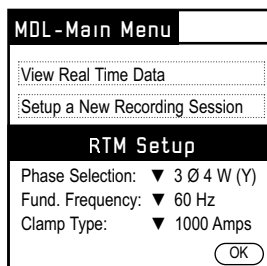 MDL-Main Menu
View Real Time Data
Setup a New Recording Session
RTM Setup
Phase Selection: ▼ 3 Ø 4 W (Y)
Fund. Frequency: ▼ 60 Hz
Clamp Type: ▼ 1000 Amps
OK